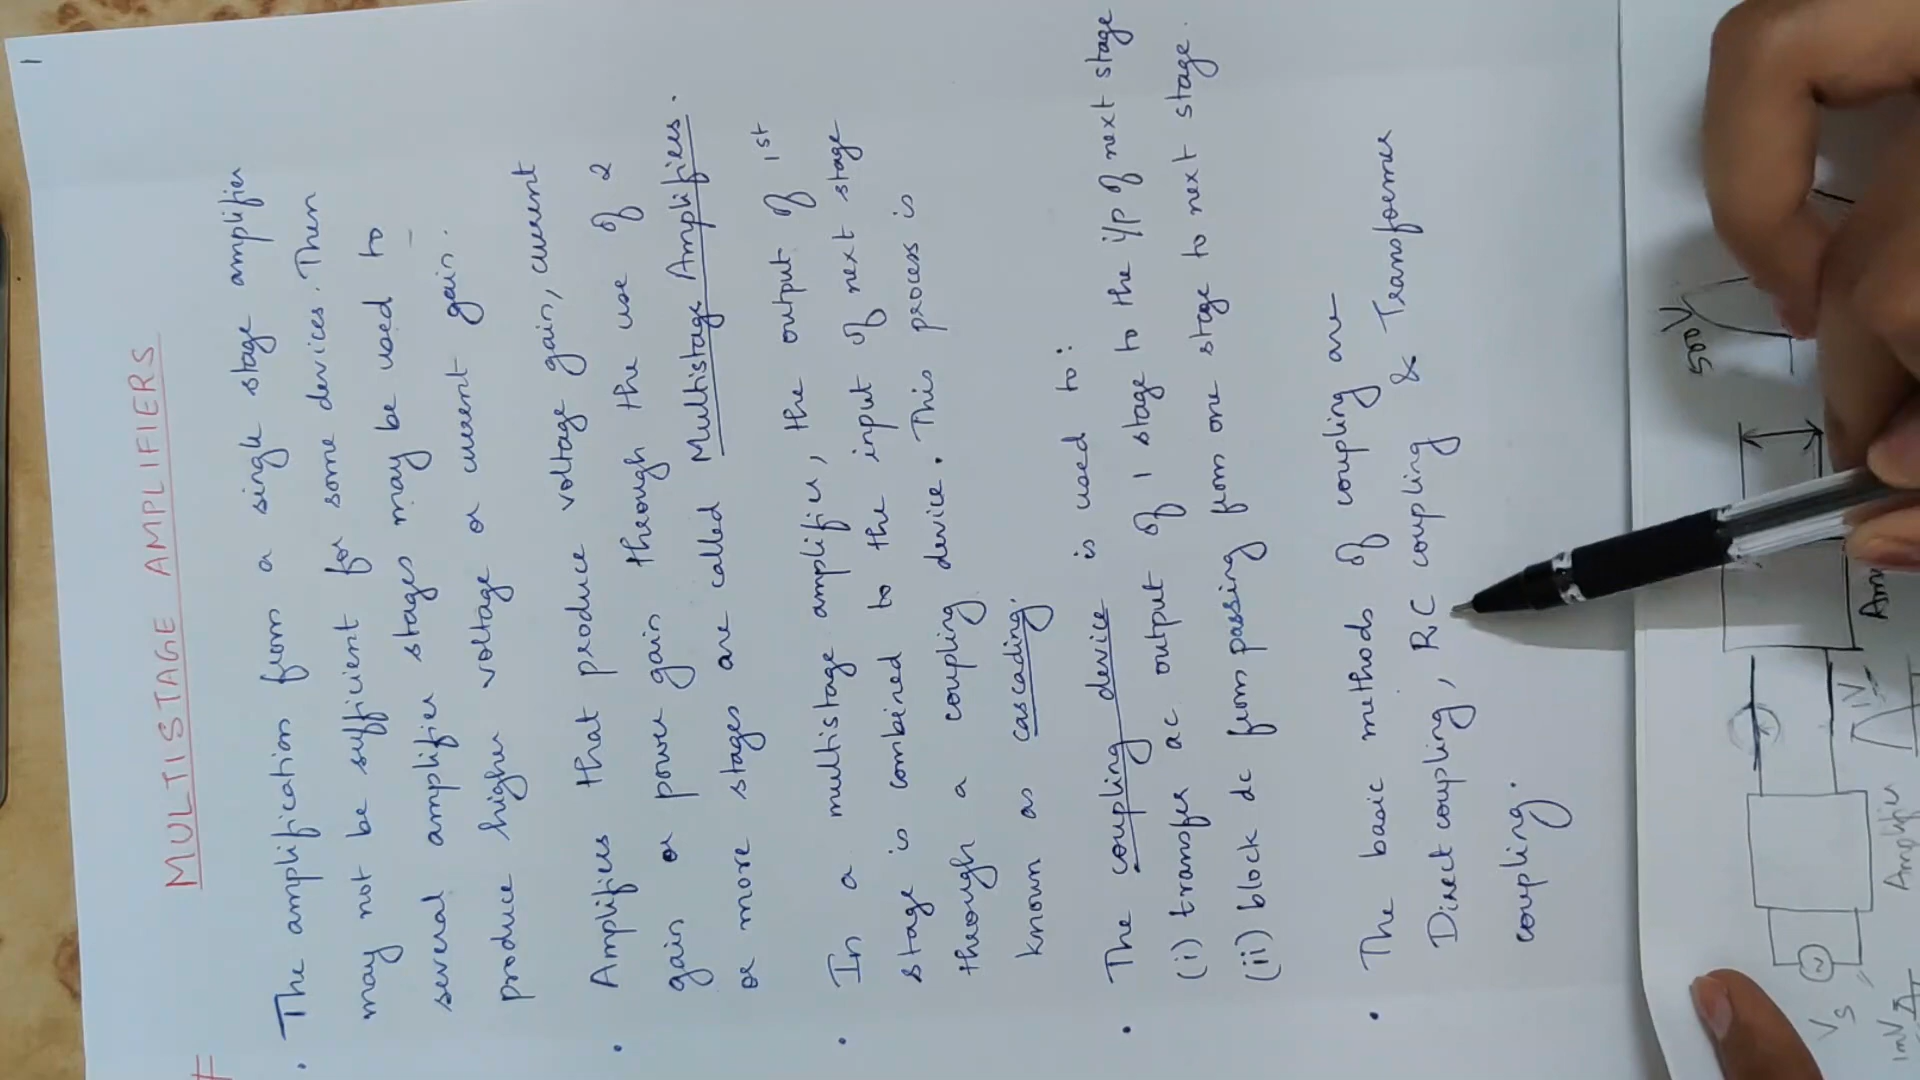 1
# MULTISTAGE AMPLIFIERS
• The amplification from a single stage amplifier
may not be sufficient for some devices. Then
several amplifier stages may be used to
produce higher voltage or current gain.
• Amplifiers that produce voltage gain, current
gain or power gain through the use of 2
or more stages are called Multistage Amplifiers.
• In a multistage amplifier, the output of 1st
stage is combined to the input of next stage
through a coupling device. This process is
known as cascading.
• The coupling device is used to:
(i) transfer ac output of 1 stage to the i/p of next stage
(ii) block dc from passing from one stage to next stage.
• The basic methods of coupling are
Direct coupling, RC coupling & Transformer
coupling.
50V
1V
VS
Amplifier
1mV